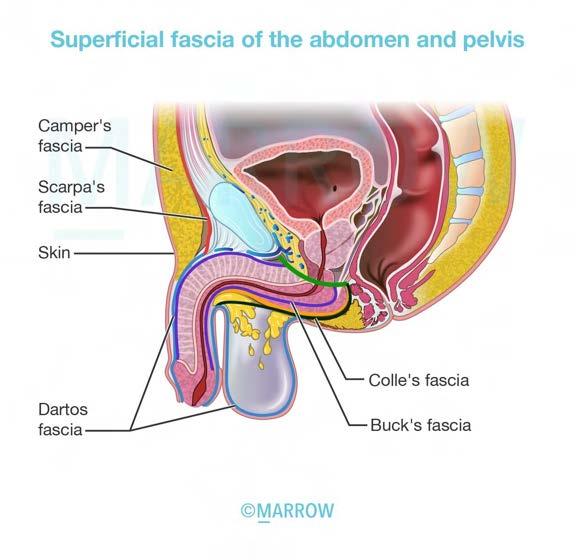 Superficial fascia of the abdomen and pelvis
Camper's
fascia
Scarpa's
fascia
Skin
Dartos
fascia
Colle's fascia
Buck's fascia
©MARROW
MARROW